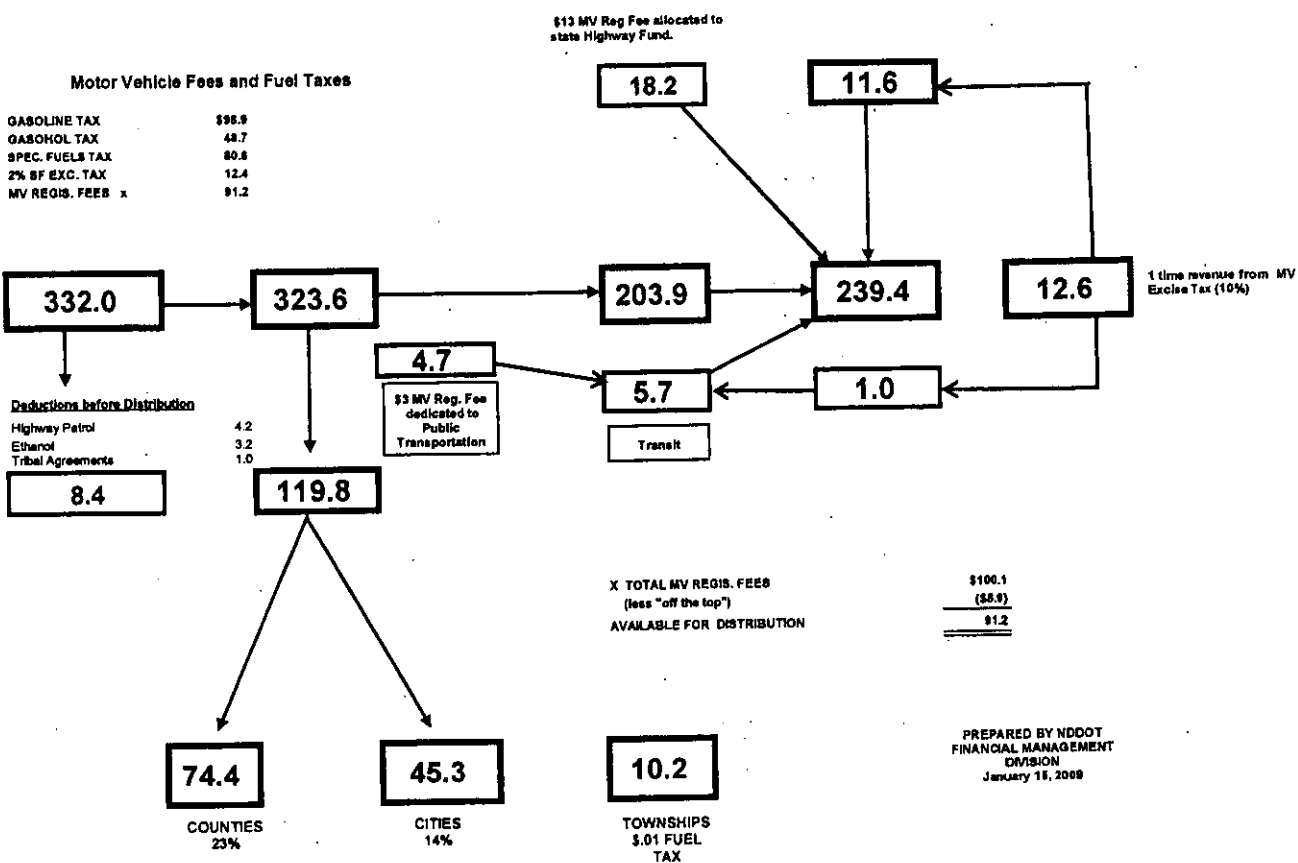 $13 MV Reg Fee allocated to
state Highway Fund.
Motor Vehicle Fees and Fuel Taxes
18.2
11.6
GASOLINE TAX $98.9
GASOHOL TAX 48.7
SPEC. FUELS TAX 80.8
2% SF EXC. TAX 12.4
MV REGIS. FEES x 91.2
332.0
323.6
203.9
239.4
12.6
1 time revenue from MV
Excise Tax (10%)
4.7
5.7
1.0
$3 MV Reg. Fee
dedicated to
Public
Transportation
Transit
Deductions before Distribution
Highway Patrol 4.2
Ethanol 3.2
Tribal Agreements 1.0
8.4
119.8
X TOTAL MV REGIS. FEES $100.1
(less "off the top") ($8.9)
AVAILABLE FOR DISTRIBUTION 91.2
74.4
45.3
10.2
COUNTIES
23%
CITIES
14%
TOWNSHIPS
$.01 FUEL
TAX
PREPARED BY NDDOT
FINANCIAL MANAGEMENT
DIVISION
January 15, 2009